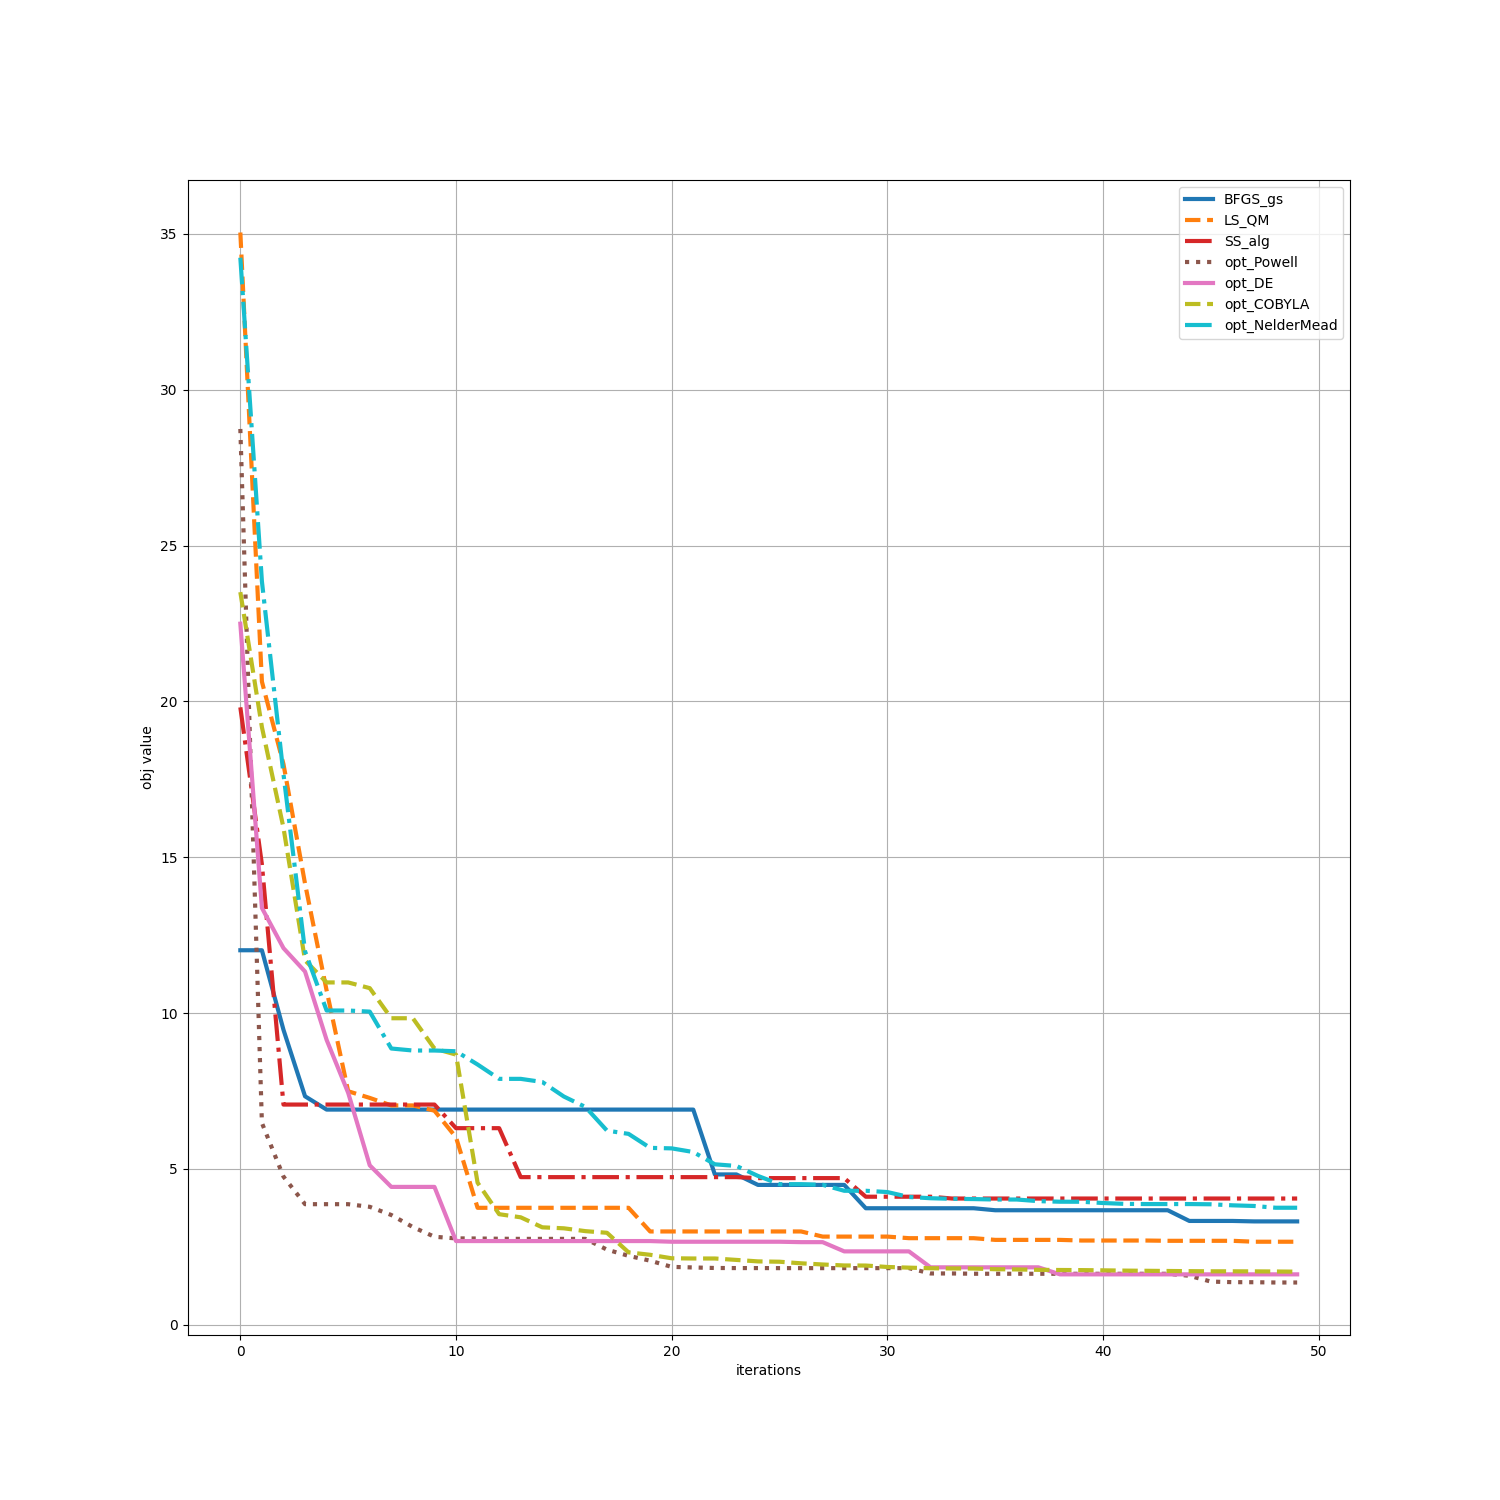 BFGS_gs
LS_QM
SS_alg
opt_Powell
opt_DE
opt_COBYLA
opt_NelderMead
35
30
25
20
15
10
5
0
obj value
0 10 20 30 40 50
iterations